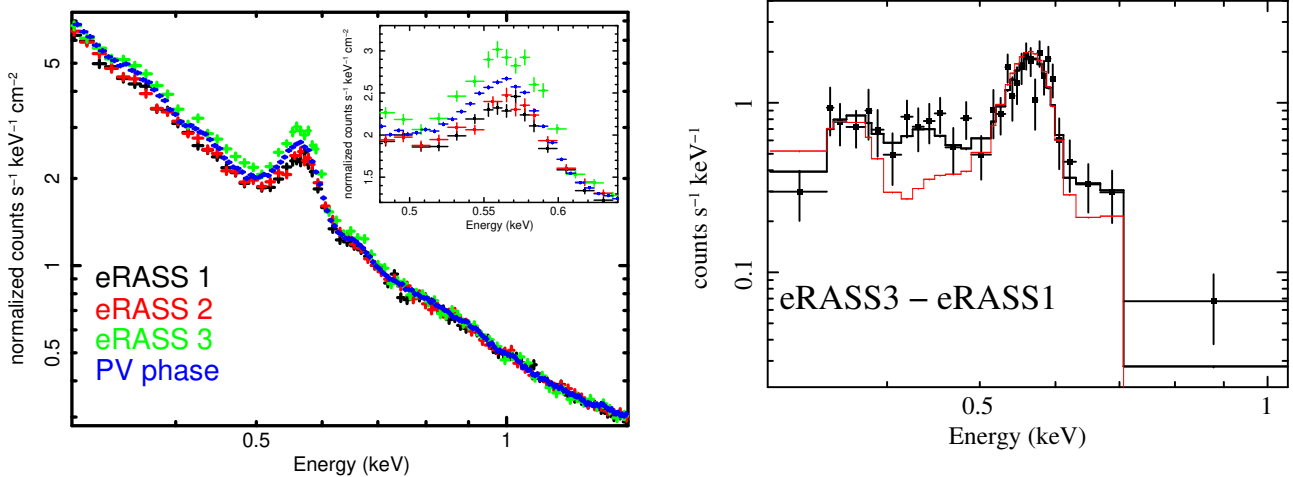 normalized counts s⁻¹ keV⁻¹ cm⁻²
5
2
1
0.5
0.5
1
Energy (keV)
eRASS 1
eRASS 2
eRASS 3
PV phase
normalized counts s⁻¹ keV⁻¹ cm⁻²
3
2.5
2
1.5
0.5
0.55
0.6
Energy (keV)
counts s⁻¹ keV⁻¹
1
0.1
eRASS3 – eRASS1
0.5
1
Energy (keV)